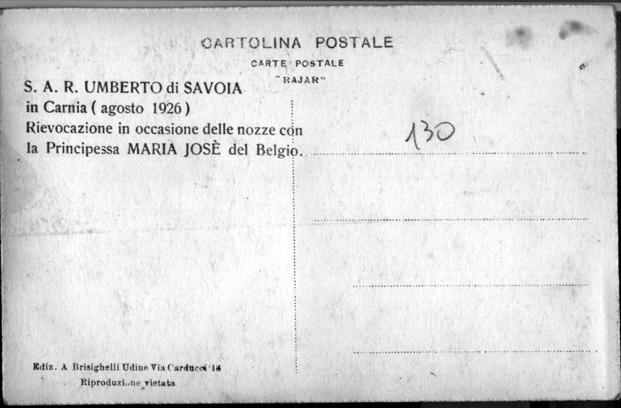 CARTOLINA POSTALE
CARTE POSTALE
"RAJAR"
S. A. R. UMBERTO di SAVOIA
in Carnia ( agosto 1926 )
Rievocazione in occasione delle nozze con
la Principessa MARIA JOSÈ del Belgio.
130
Ediz. A Brisighelli Udine Via Carducci 18
Riproduzione vietata